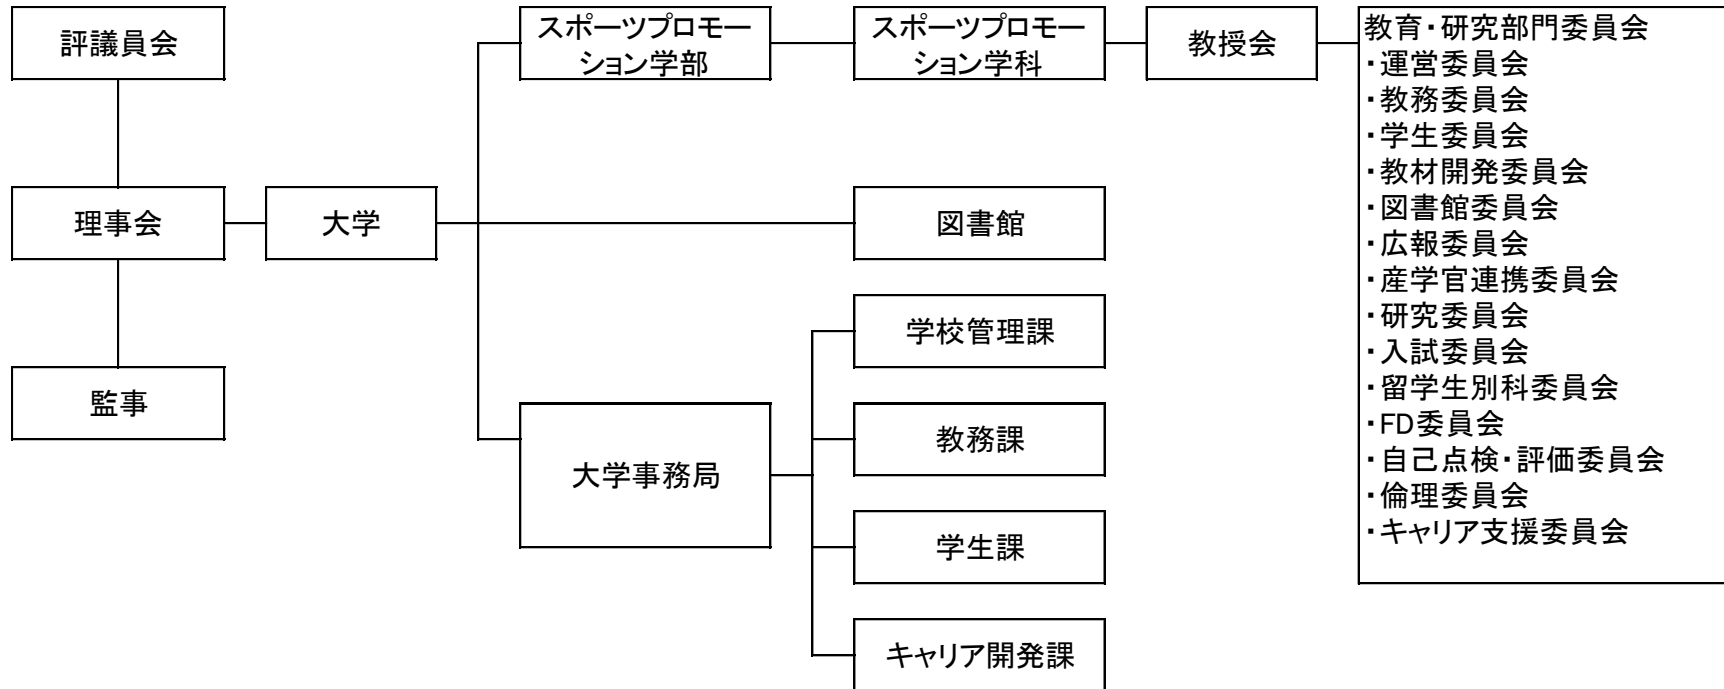 評議員会
スポーツプロモー
ション学部
スポーツプロモー
ション学科
教授会
教育・研究部門委員会
・運営委員会
・教務委員会
・学生委員会
・教材開発委員会
・図書館委員会
・広報委員会
・産学官連携委員会
・研究委員会
・入試委員会
・留学生別科委員会
・FD委員会
・自己点検・評価委員会
・倫理委員会
・キャリア支援委員会
理事会
大学
図書館
学校管理課
監事
大学事務局
教務課
学生課
キャリア開発課